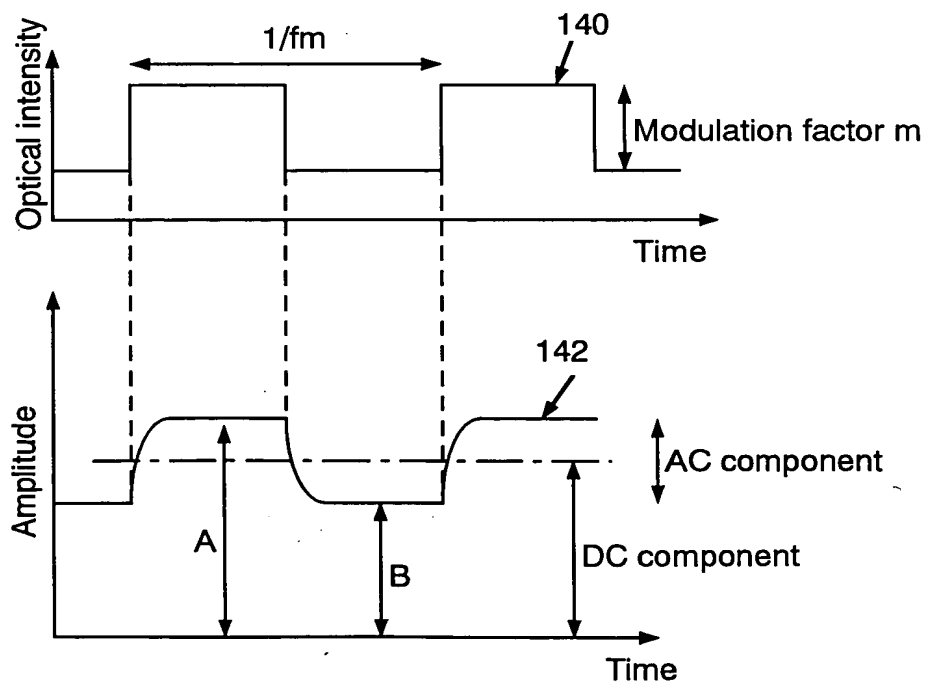 140
1/fm
Optical intensity
Modulation factor m
Time
142
Amplitude
AC component
A
B
DC component
Time